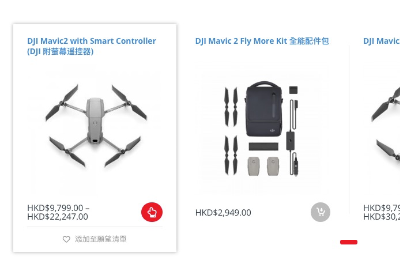 DJI Mavic2 with Smart Controller
(DJI 附螢幕遙控器)
HKD$9,799.00 –
HKD$22,247.00
添加至願望清單
DJI Mavic 2 Fly More Kit 全能配件包
HKD$2,949.00
DJI Mavic
HKD$9,79
HKD$30,2